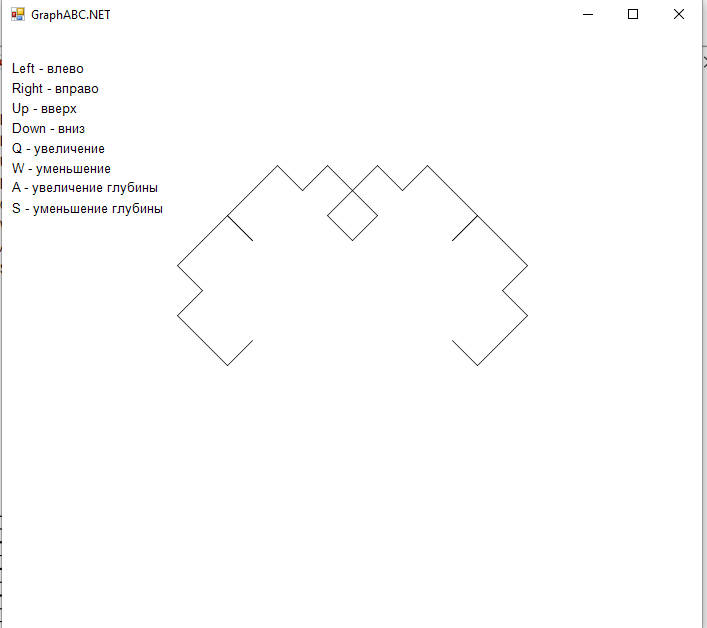 GraphABC.NET
Left - влево
Right - вправо
Up - вверх
Down - вниз
Q - увеличение
W - уменьшение
A - увеличение глубины
S - уменьшение глубины